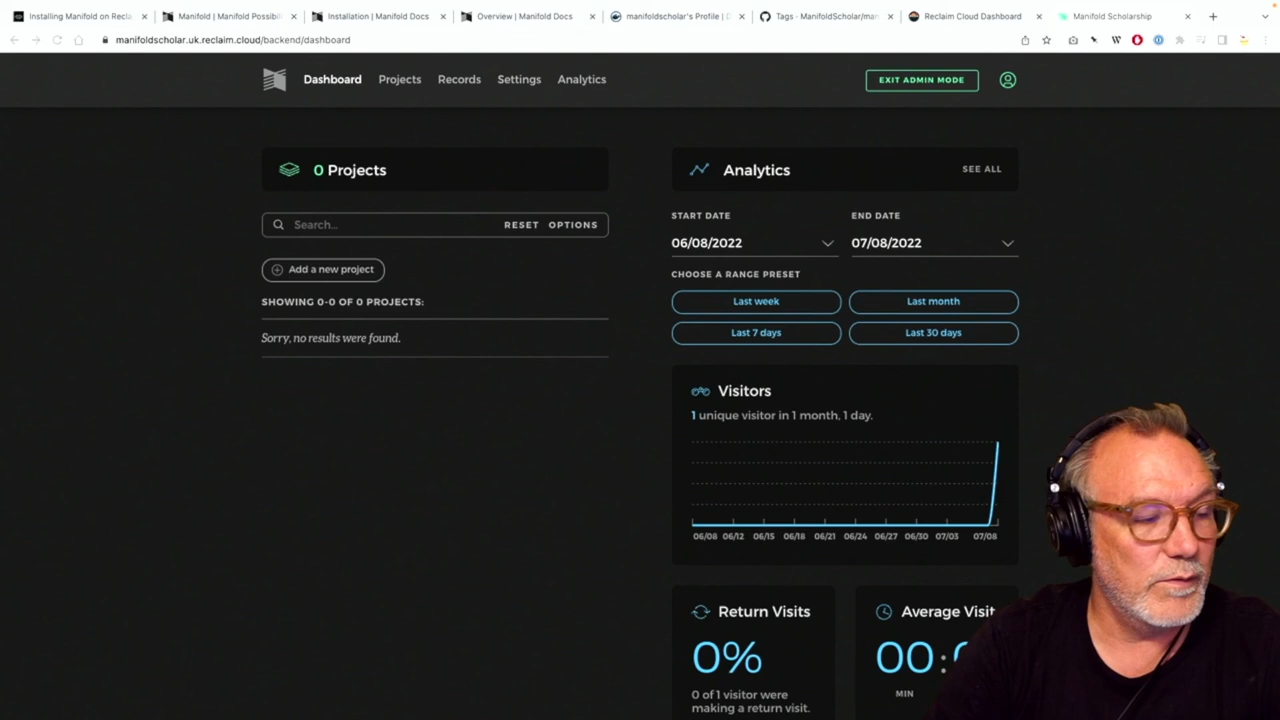 Installing Manifold on Recla
Manifold | Manifold Possibili
Installation | Manifold Docs
Overview | Manifold Docs
manifoldscholar's Profile | D
Tags · ManifoldScholar/man
Reclaim Cloud Dashboard
Manifold Scholarship
manifoldscholar.uk.reclaim.cloud/backend/dashboard
Dashboard
Projects
Records
Settings
Analytics
EXIT ADMIN MODE
0 Projects
Search...
RESET
OPTIONS
Add a new project
SHOWING 0-0 OF 0 PROJECTS:
Sorry, no results were found.
Analytics
SEE ALL
START DATE
END DATE
06/08/2022
07/08/2022
CHOOSE A RANGE PRESET
Last week
Last month
Last 7 days
Last 30 days
Visitors
1 unique visitor in 1 month, 1 day.
06/08 06/12 06/15 06/18 06/21 06/24 06/27 06/30 07/03 07/08
Return Visits
0%
0 of 1 visitor were
making a return visit.
Average Visit
00:
MIN